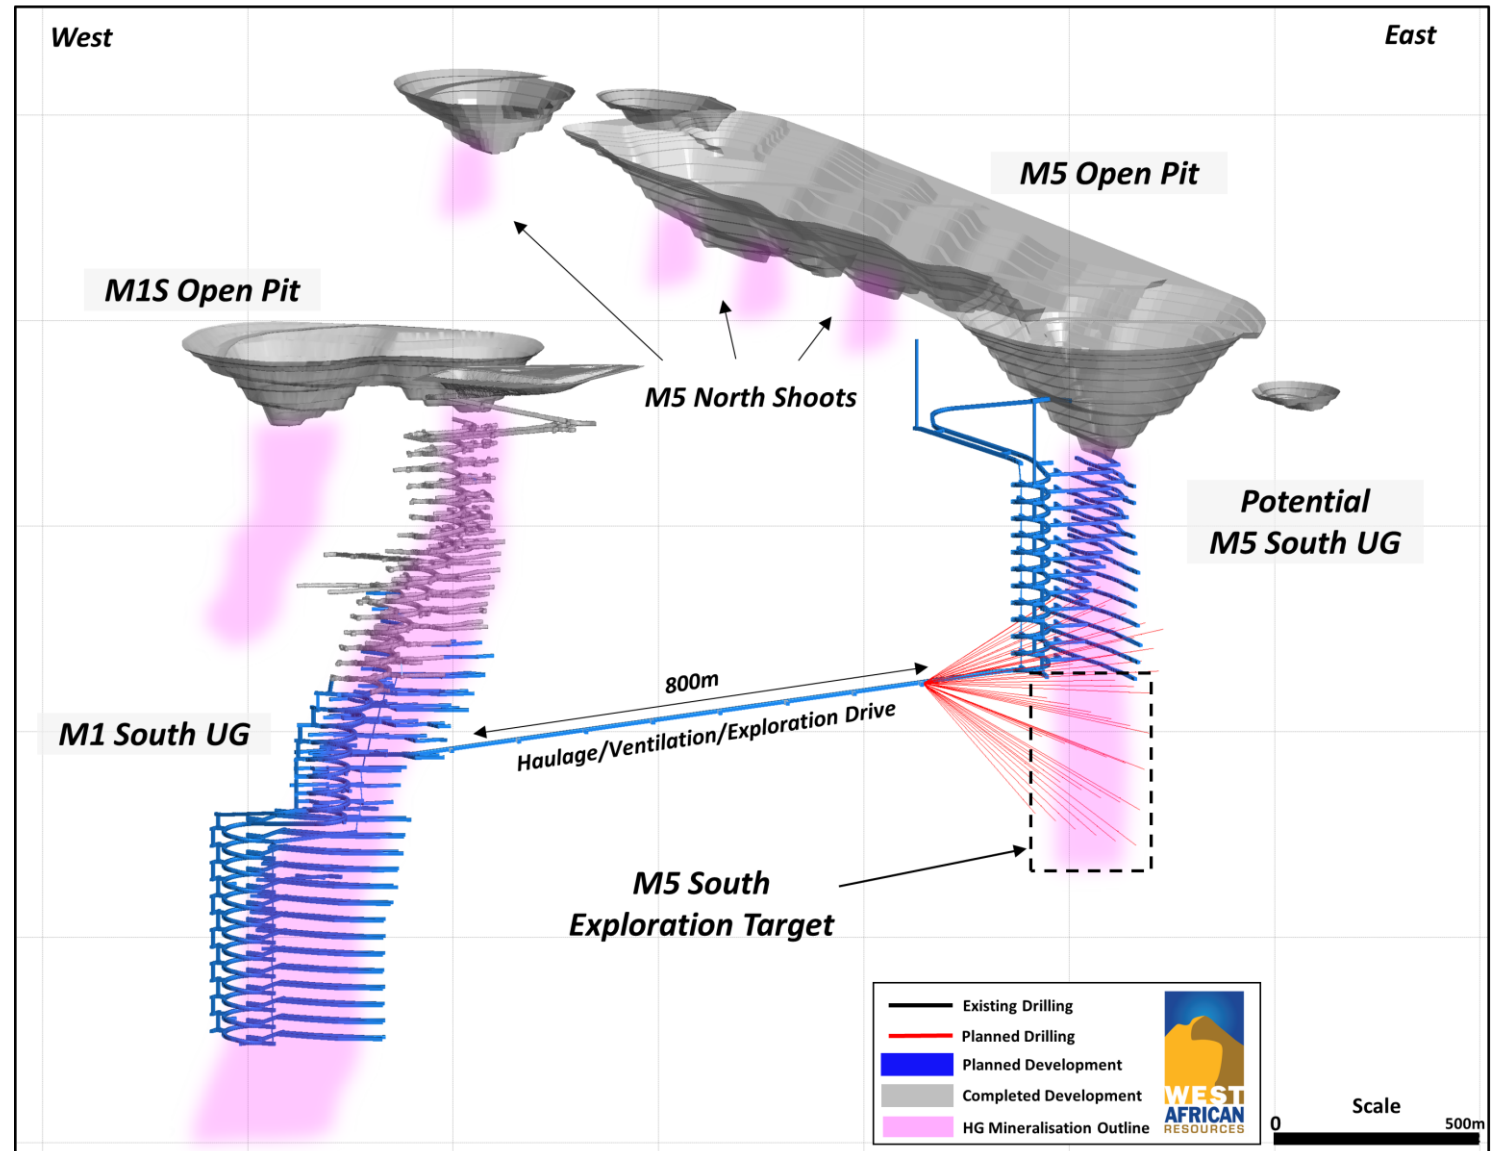 West
East
M5 Open Pit
M1S Open Pit
M5 North Shoots
Potential
M5 South UG
800m
Haulage/Ventilation/Exploration Drive
M1 South UG
M5 South
Exploration Target
Existing Drilling
Planned Drilling
Planned Development
Completed Development
HG Mineralisation Outline
WEST
AFRICAN
RESOURCES
Scale
0
500m